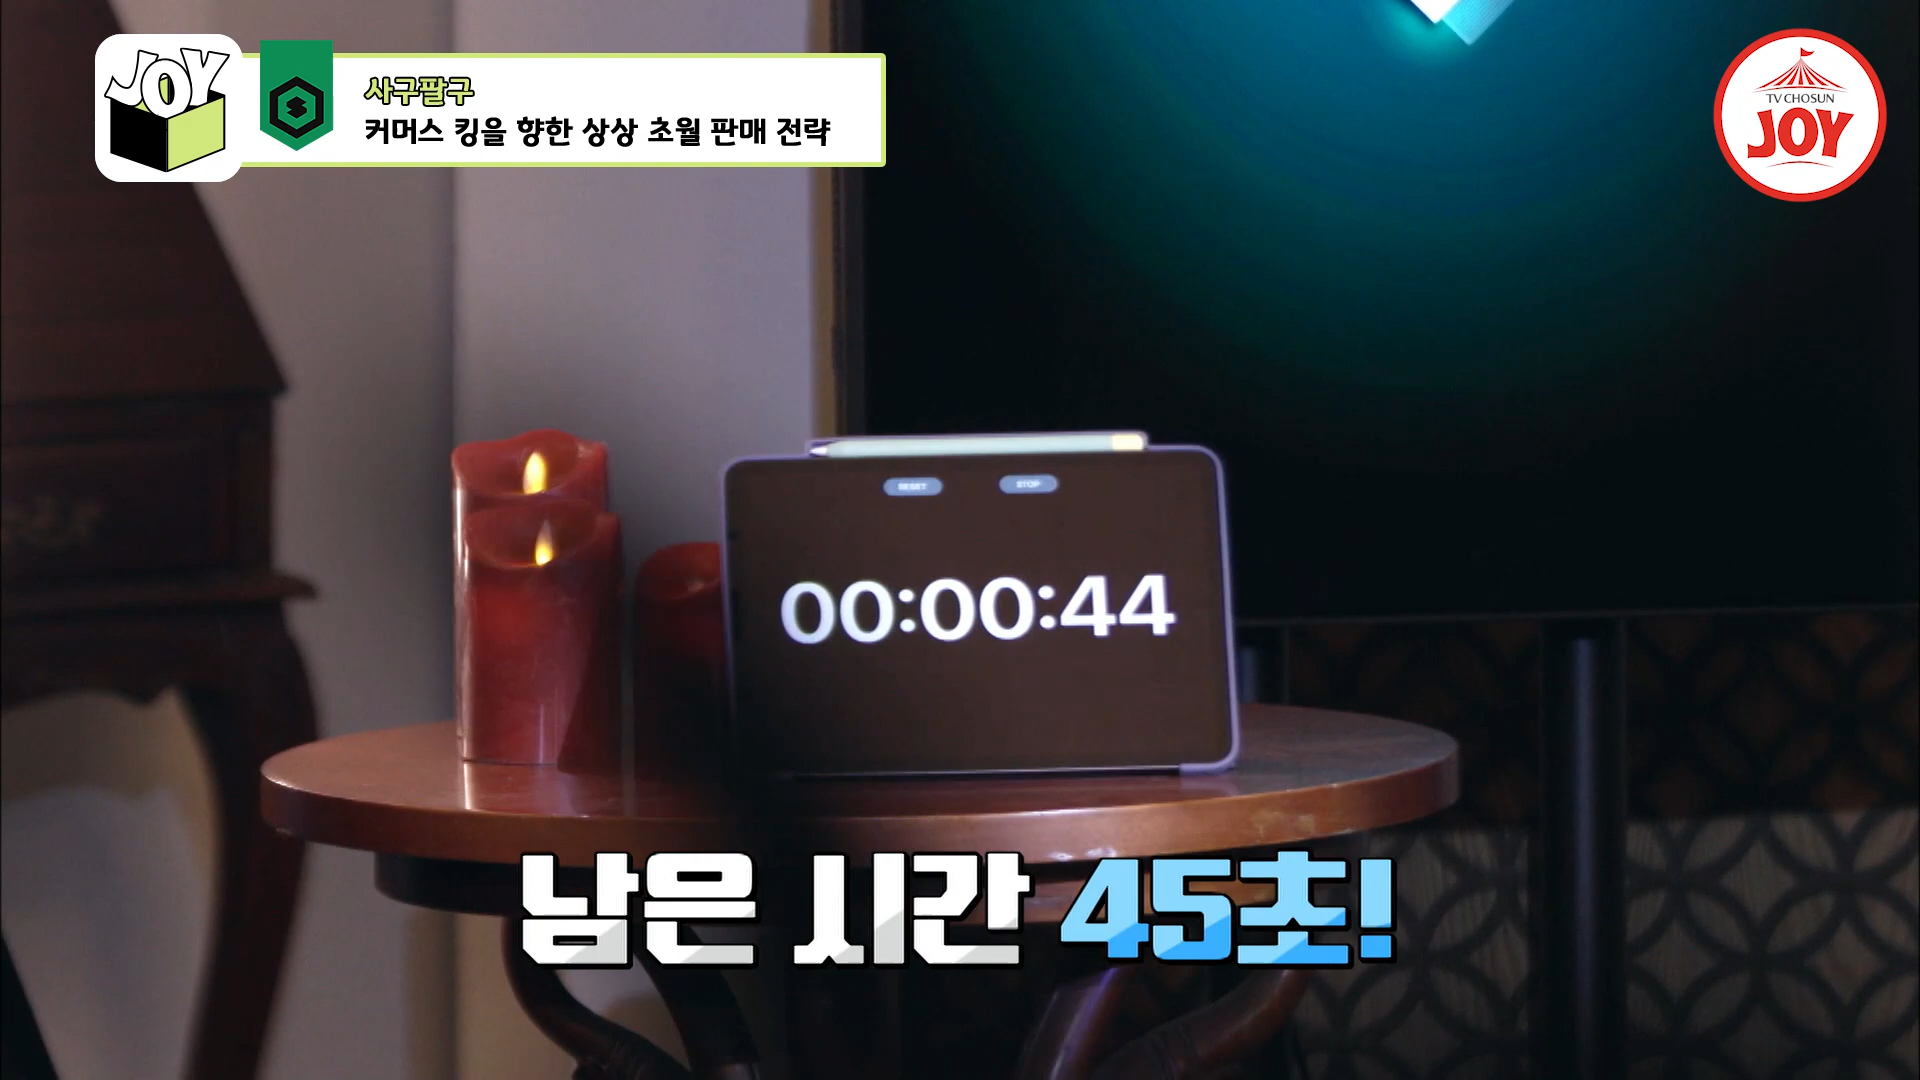 JOY
사구팔구
커머스 킹을 향한 상상 초월 판매 전략
TV CHOSUN
JOY
RESET
STOP
00:00:44
남은 시간 45초!